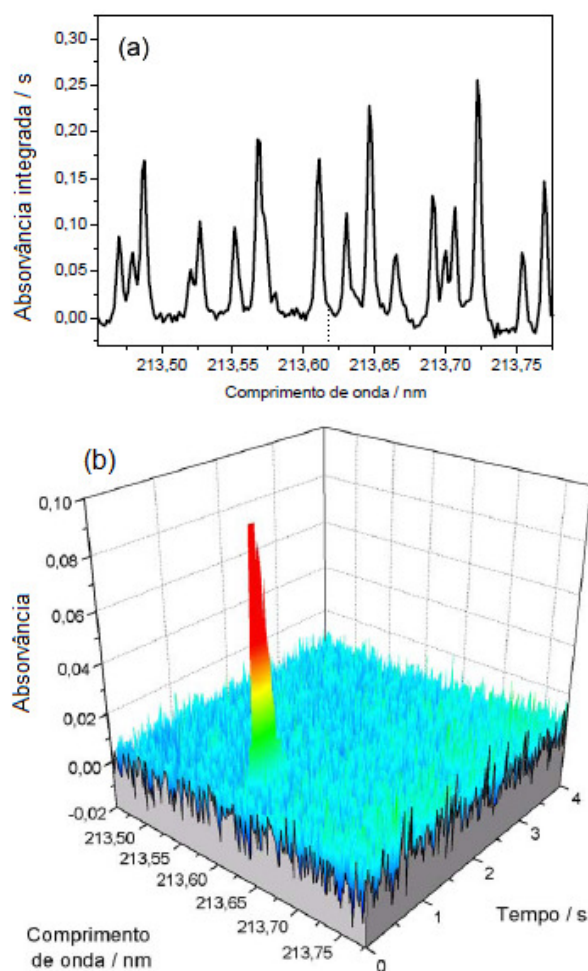 (a)
Absorvância integrada / s
0,30
0,25
0,20
0,15
0,10
0,05
0,00
213,50 213,55 213,60 213,65 213,70 213,75
Comprimento de onda / nm
(b)
Absorvância
0,10
0,08
0,06
0,04
0,02
0,00
-0,02
213,50
213,55
213,60
213,65
213,70
213,75
Comprimento
de onda / nm
0
1
2
3
4
Tempo / s